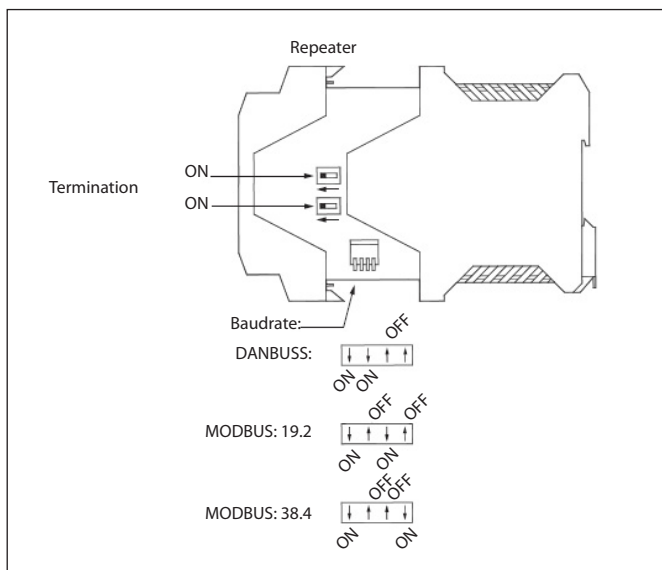 Repeater
ON
Termination
ON
Baudrate:
OFF
DANBUSS:
ON ON
OFF OFF
MODBUS: 19.2
ON ON
OFF OFF
MODBUS: 38.4
ON ON